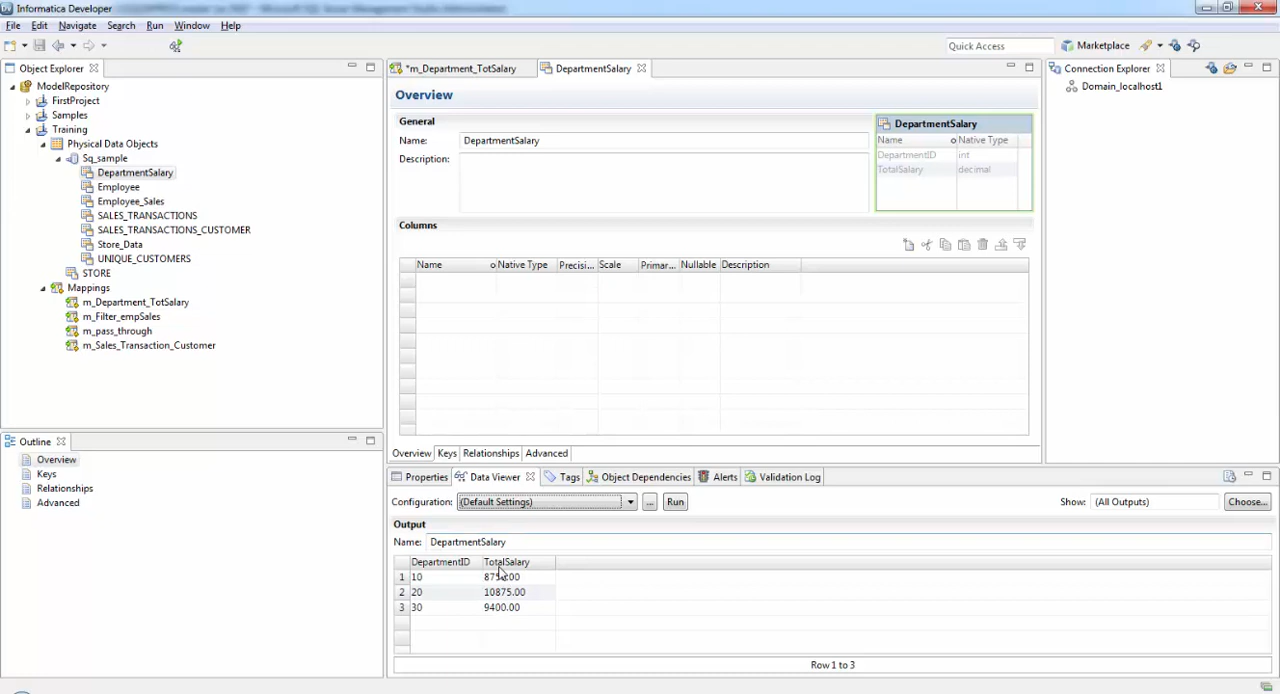 Informatica Developer
File Edit Navigate Search Run Window Help
Quick Access Marketplace
Object Explorer
ModelRepository
FirstProject
Samples
Training
Physical Data Objects
Sq_sample
DepartmentSalary
Employee
Employee_Sales
SALES_TRANSACTIONS
SALES_TRANSACTIONS_CUSTOMER
Store_Data
UNIQUE_CUSTOMERS
STORE
Mappings
m_Department_TotSalary
m_Filter_empSales
m_pass_through
m_Sales_Transaction_Customer
Outline
Overview
Keys
Relationships
Advanced
*m_Department_TotSalary DepartmentSalary
Overview
General
Name: DepartmentSalary
Description:
DepartmentSalary
Name Native Type
DepartmentID int
TotalSalary decimal
Columns
Name Native Type Precisi... Scale Primar... Nullable Description
Overview Keys Relationships Advanced
Connection Explorer
Domain_localhost1
Properties Data Viewer Tags Object Dependencies Alerts Validation Log
Configuration: (Default Settings) ... Run Show: (All Outputs) Choose...
Output
Name: DepartmentSalary
DepartmentID TotalSalary
1 10
2 20 10875.00
3 30 9400.00
Row 1 to 3